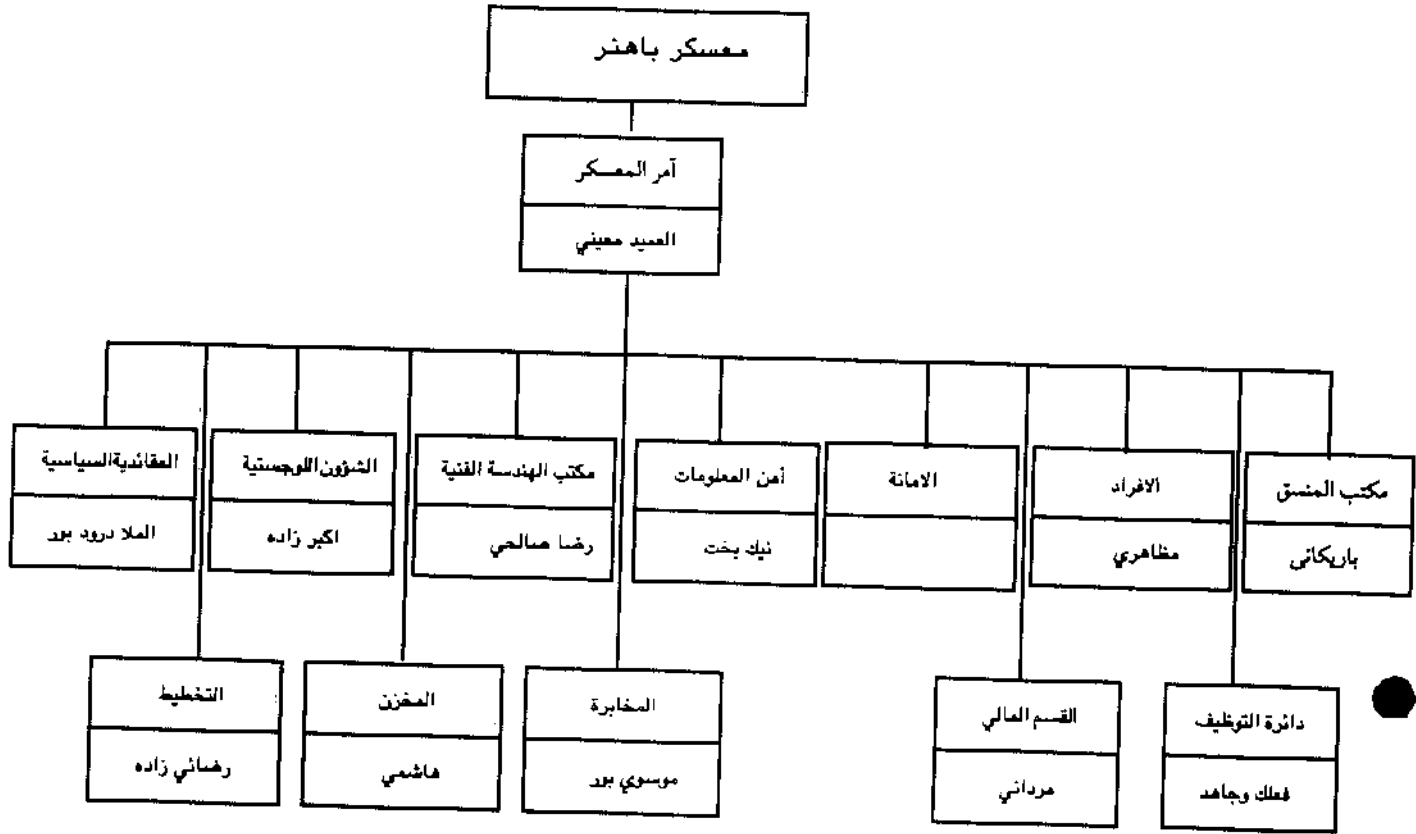 معسكر باهنر
آمر المعسكر
العميد معيني
مكتب المنسق
باريكانى
الافراد
مظاهري
الامانة
أمن المعلومات
نيك بخت
مكتب الهندسة الفنية
رضا صالحي
الشؤون اللوجستية
اكبر زاده
العقائدية السياسية
الملا درود بور
دائرة التوظيف
فعلك وجاهد
القسم المالي
مرداني
المخابرة
موسوي بور
المخزن
هاشمي
التخطيط
رضائي زاده